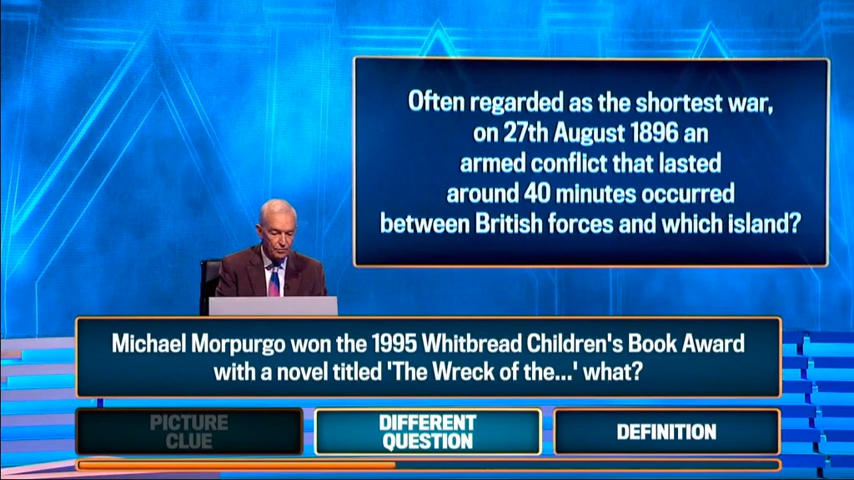 Often regarded as the shortest war,
on 27th August 1896 an
armed conflict that lasted
around 40 minutes occurred
between British forces and which island?
Michael Morpurgo won the 1995 Whitbread Children's Book Award
with a novel titled 'The Wreck of the...' what?
PICTURE
CLUE
DIFFERENT
QUESTION
DEFINITION